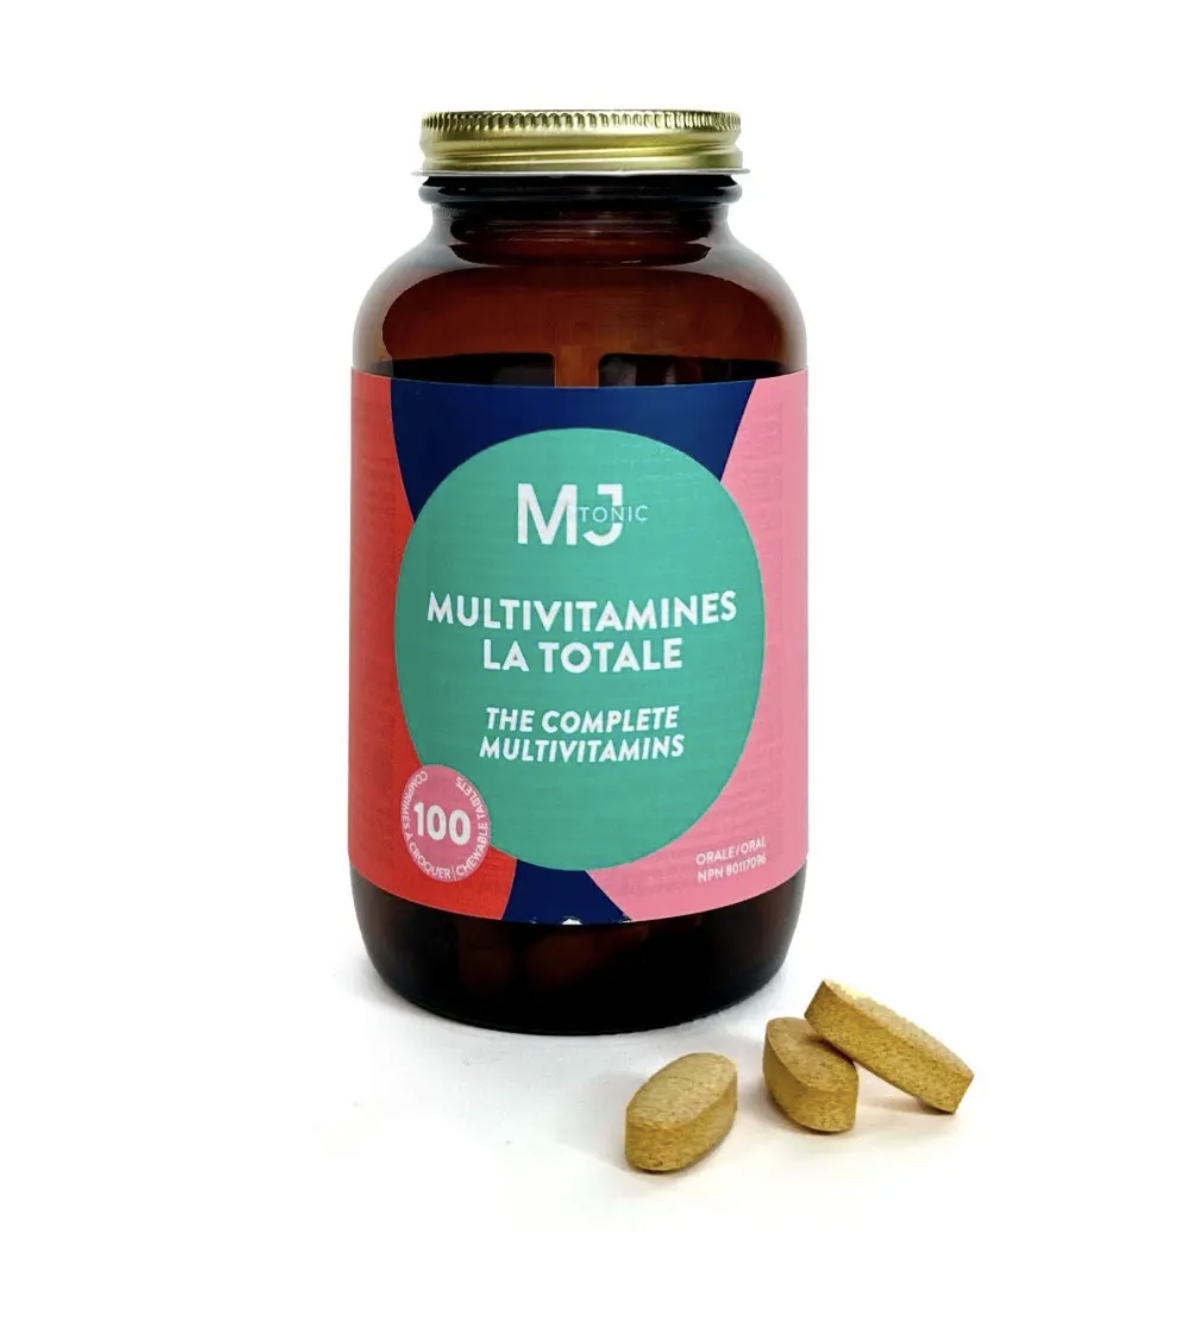 MJ
TONIC
MULTIVITAMINES
LA TOTALE
THE COMPLETE
MULTIVITAMINS
100
COMPRIMÉS À CROQUER | CHEWABLE TABLETS
ORALE/ORAL
NPN 80117096